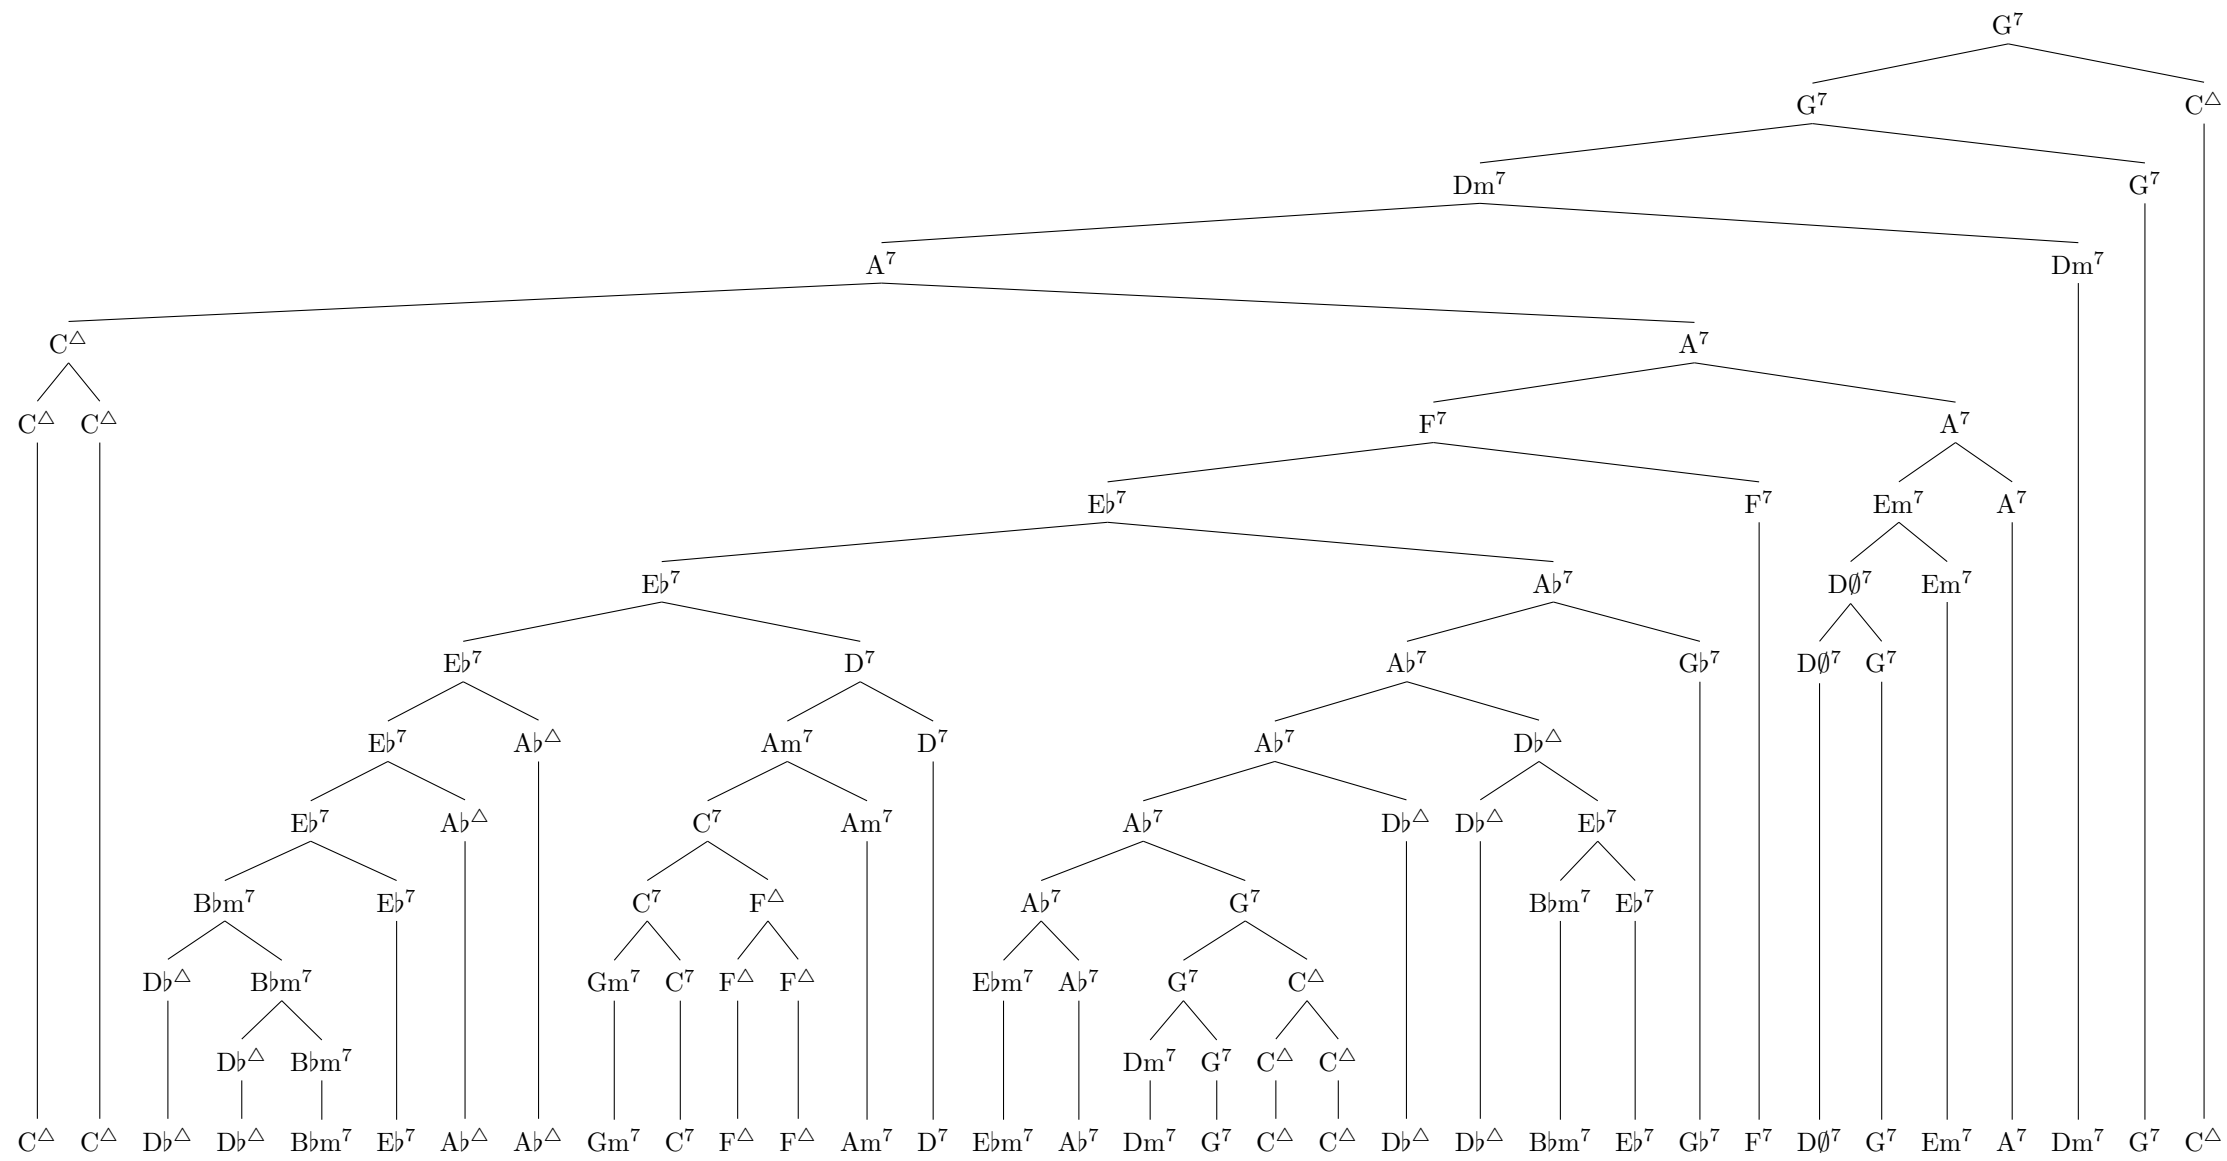 G⁷
G⁷ C△
Dm⁷ G⁷
A⁷ Dm⁷
C△ A⁷
C△ C△ F⁷ A⁷
E♭⁷ F⁷ Em⁷ A⁷
E♭⁷ A♭⁷ D∅⁷ Em⁷
E♭⁷ D⁷ A♭⁷ G♭⁷ D∅⁷ G⁷
E♭⁷ A♭△ Am⁷ D⁷ A♭⁷ D♭△
E♭⁷ A♭△ C⁷ Am⁷ A♭⁷ D♭△ D♭△ E♭⁷
B♭m⁷ E♭⁷ C⁷ F△ A♭⁷ G⁷ B♭m⁷ E♭⁷
D♭△ B♭m⁷ Gm⁷ C⁷ F△ F△ E♭m⁷ A♭⁷ G⁷ C△
D♭△ B♭m⁷ Dm⁷ G⁷ C△ C△
C△ C△ D♭△ D♭△ B♭m⁷ E♭⁷ A♭△ A♭△ Gm⁷ C⁷ F△ F△ Am⁷ D⁷ E♭m⁷ A♭⁷ Dm⁷ G⁷ C△ C△ D♭△ D♭△ B♭m⁷ E♭⁷ G♭⁷ F⁷ D∅⁷ G⁷ Em⁷ A⁷ Dm⁷ G⁷ C△